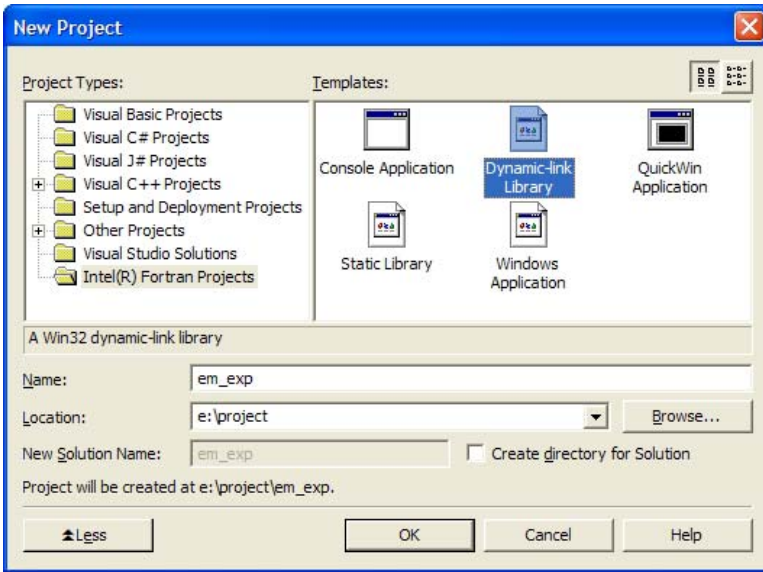 New Project
Project Types:
Templates:
Visual Basic Projects
Visual C# Projects
Visual J# Projects
Visual C++ Projects
Setup and Deployment Projects
Other Projects
Visual Studio Solutions
Intel(R) Fortran Projects
Console Application
Dynamic-link
Library
QuickWin
Application
Static Library
Windows
Application
A Win32 dynamic-link library
Name:
em_exp
Location:
e:\project
Browse...
New Solution Name:
em_exp
Create directory for Solution
Project will be created at e:\project\em_exp.
Less
OK
Cancel
Help